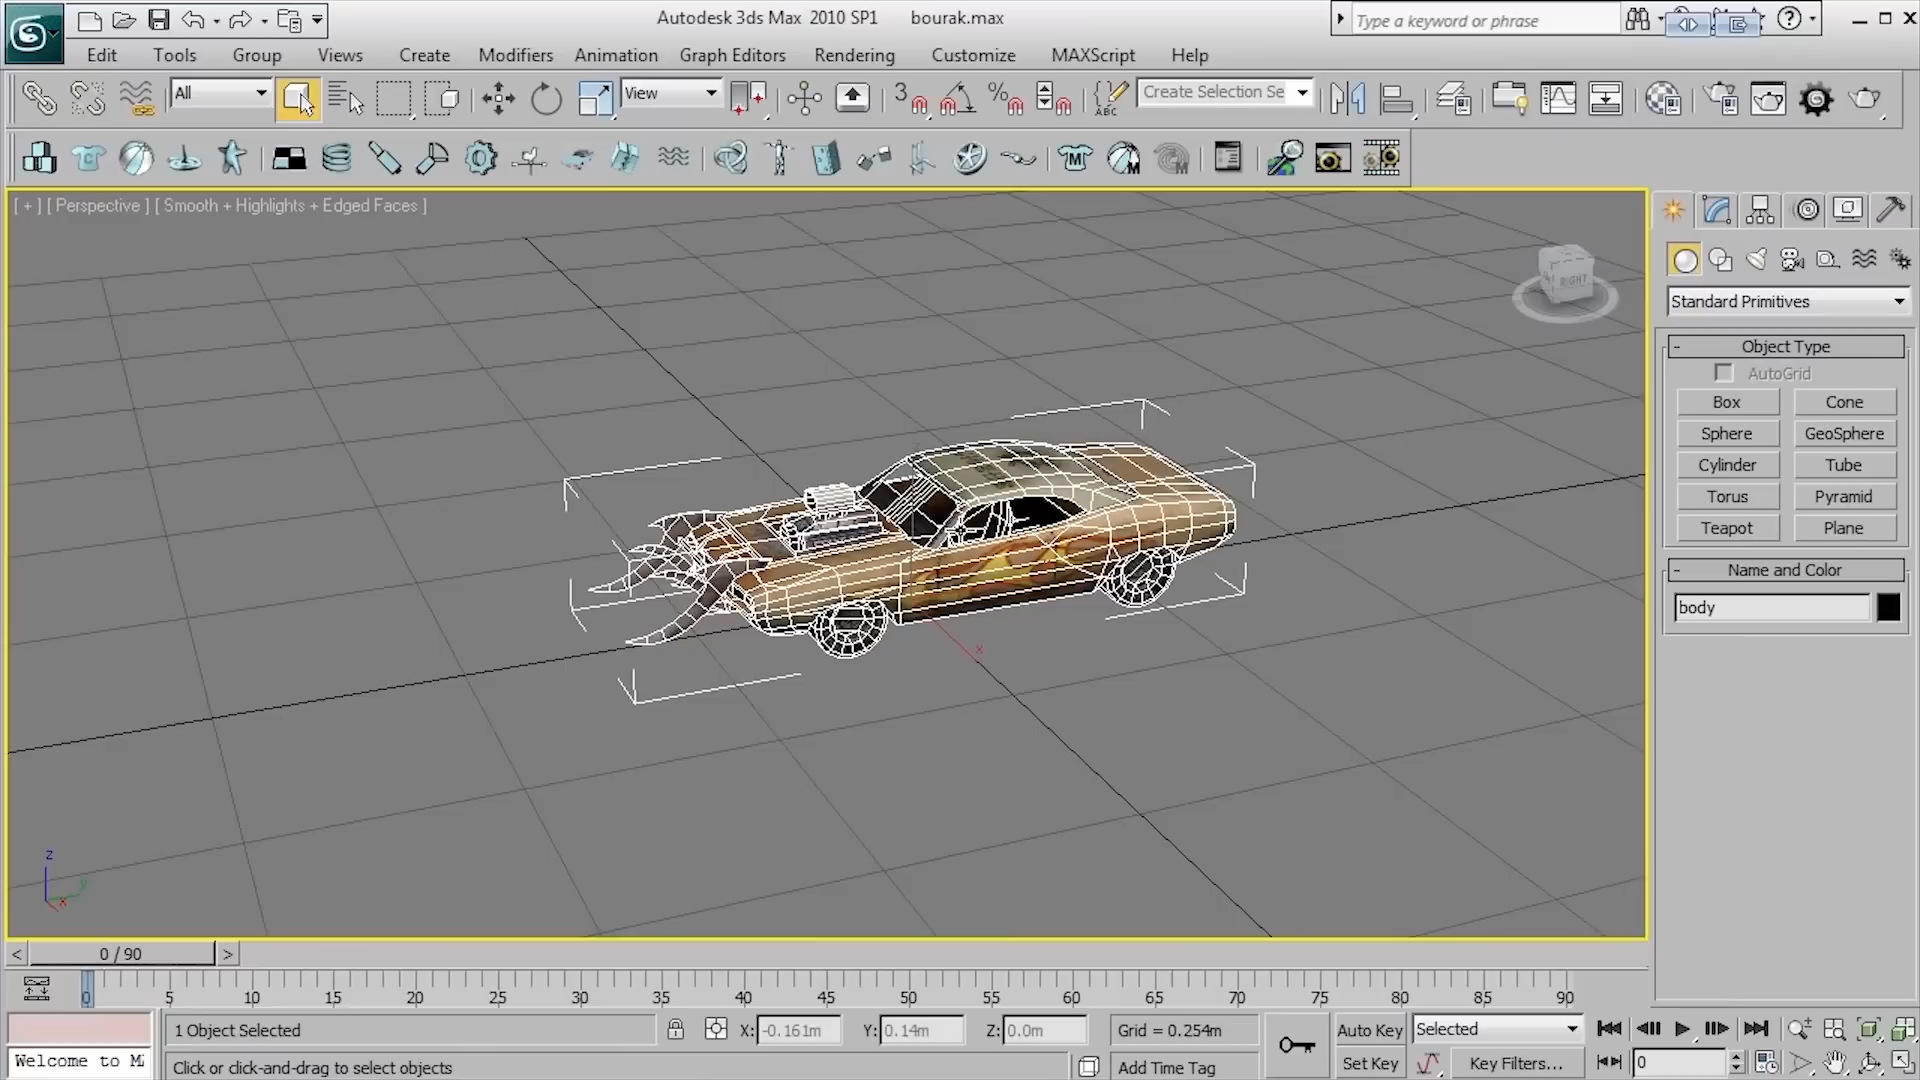 Autodesk 3ds Max 2010 SP1 bourak.max
Type a keyword or phrase
Edit Tools Group Views Create Modifiers Animation Graph Editors Rendering Customize MAXScript Help
All View 3 % ABC Create Selection Se
M M M
[ + ] [ Perspective ] [ Smooth + Highlights + Edged Faces ]
RIGHT
Standard Primitives
- Object Type
AutoGrid
Box Cone
Sphere GeoSphere
Cylinder Tube
Torus Pyramid
Teapot Plane
- Name and Color
body
x
z
y
x
< 0 / 90 >
0 5 10 15 20 25 30 35 40 45 50 55 60 65 70 75 80 85 90
1 Object Selected X: -0.161m Y: 0.14m Z: 0.0m Grid = 0.254m Auto Key Selected
Welcome to M Click or click-and-drag to select objects Add Time Tag Set Key Key Filters... 0